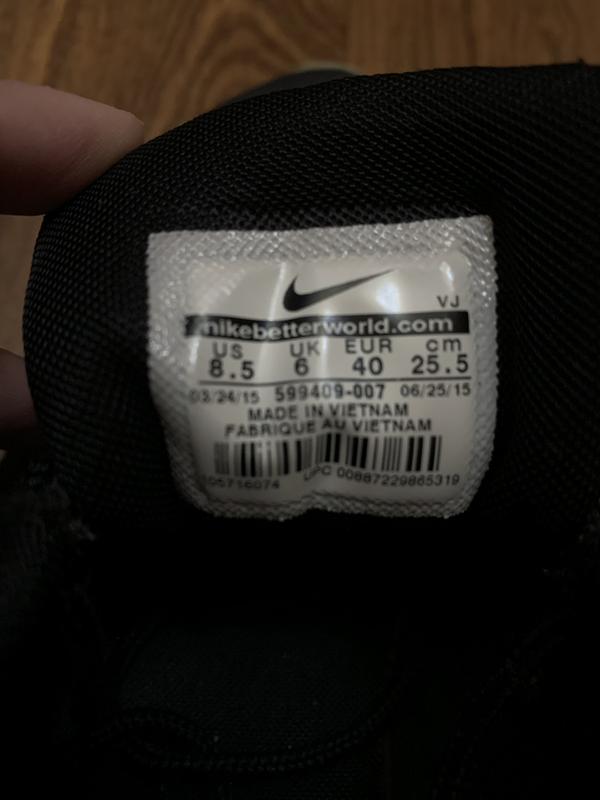 VJ
nikebetterworld.com
US UK EUR cm
8.5 6 40 25.5
03/24/15 599409-007 06/25/15
MADE IN VIETNAM
FABRIQUE AU VIETNAM
UPC 00887229865319